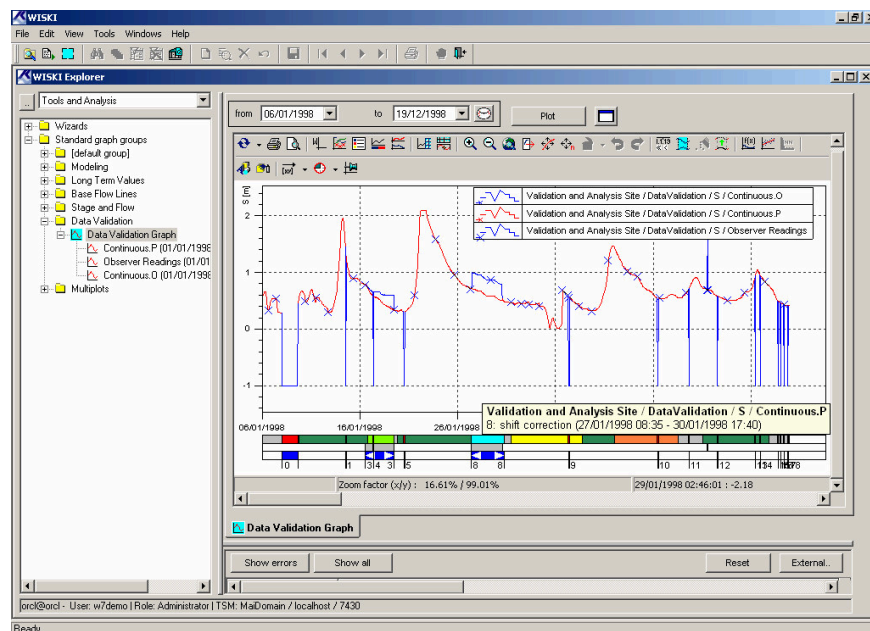 WISKI
File Edit View Tools Windows Help
WISKI Explorer
.. Tools and Analysis
from 06/01/1998 to 19/12/1998 Plot
Wizards
Standard graph groups
[default group]
Modeling
Long Term Values
Base Flow Lines
Stage and Flow
Data Validation
Data Validation Graph
Continuous.P (01/01/1998
Observer Readings (01/01
Continuous.O (01/01/1998
Multiplots
S [m]
Validation and Analysis Site / DataValidation / S / Continuous.O
Validation and Analysis Site / DataValidation / S / Continuous.P
Validation and Analysis Site / DataValidation / S / Observer Readings
2
1
0
-1
06/01/1998 16/01/1998 26/01/1998
Validation and Analysis Site / DataValidation / S / Continuous.P
8: shift correction (27/01/1998 08:35 - 30/01/1998 17:40)
0 1 3 4 3 5 8 8 9 10 11 12
Zoom factor (x/y) : 16.61% / 99.01% 29/01/1998 02:46:01 : -2.18
Data Validation Graph
Show errors Show all Reset External..
orcl@orcl - User: w7demo | Role: Administrator | TSM: MaiDomain / localhost / 7430
Ready